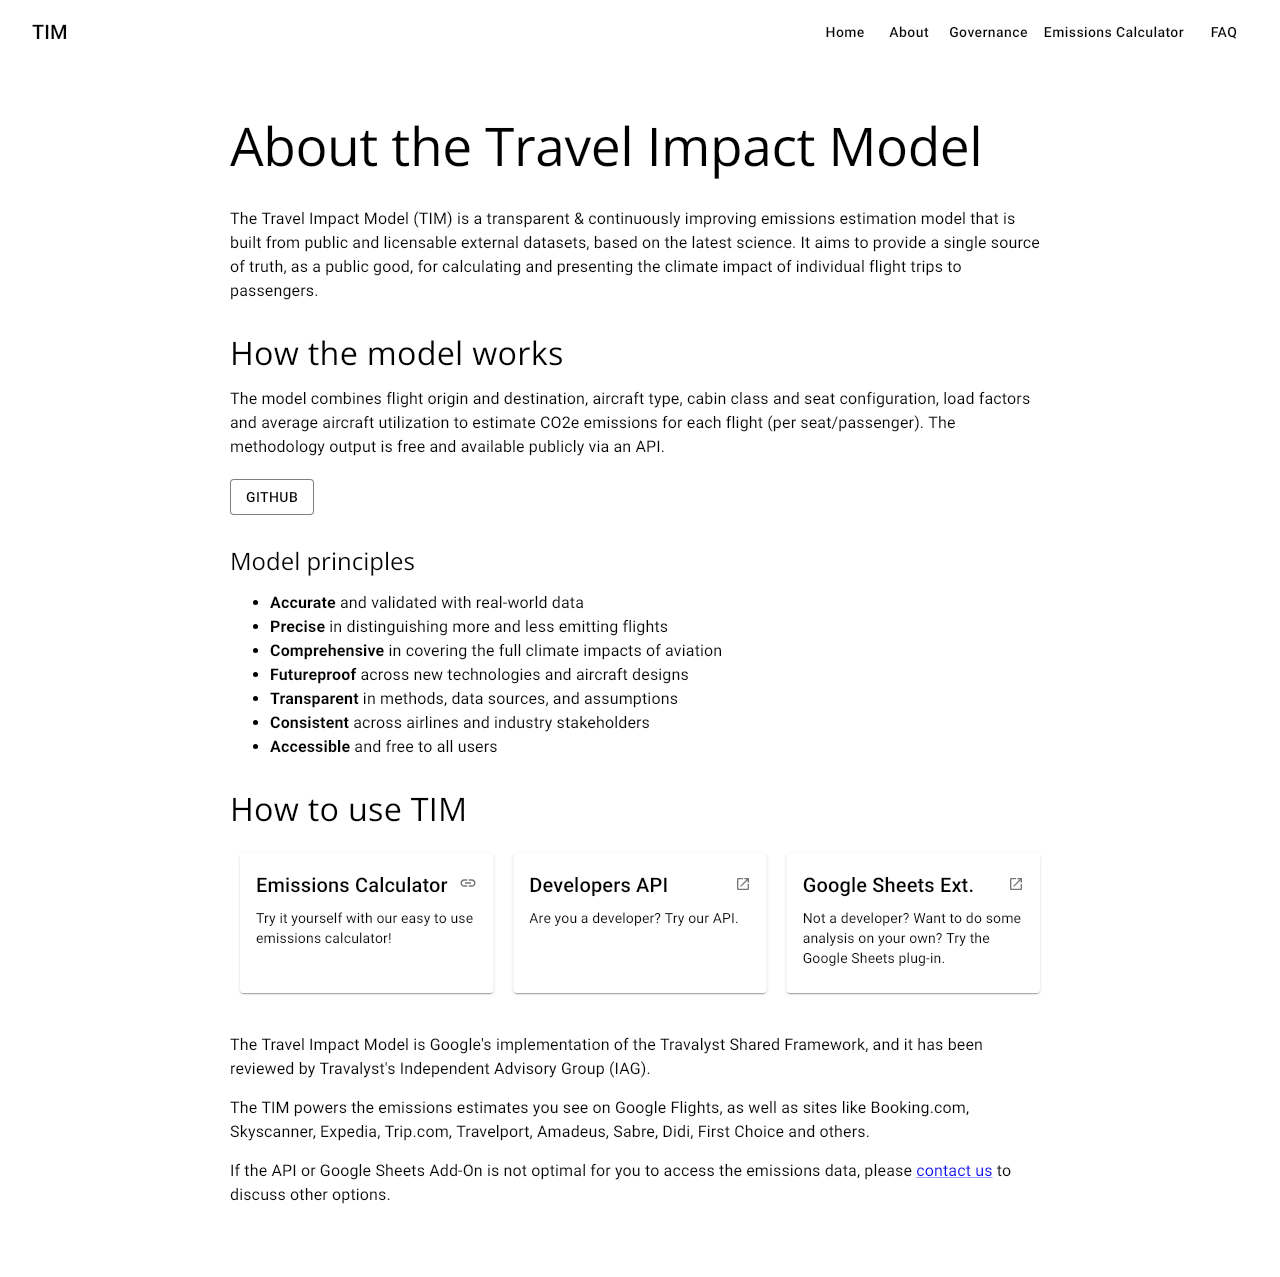 TIM
Home About Governance Emissions Calculator FAQ
About the Travel Impact Model
The Travel Impact Model (TIM) is a transparent & continuously improving emissions estimation model that is
built from public and licensable external datasets, based on the latest science. It aims to provide a single source
of truth, as a public good, for calculating and presenting the climate impact of individual flight trips to
passengers.
How the model works
The model combines flight origin and destination, aircraft type, cabin class and seat configuration, load factors
and average aircraft utilization to estimate CO2e emissions for each flight (per seat/passenger). The
methodology output is free and available publicly via an API.
GITHUB
Model principles
• Accurate and validated with real-world data
• Precise in distinguishing more and less emitting flights
• Comprehensive in covering the full climate impacts of aviation
• Futureproof across new technologies and aircraft designs
• Transparent in methods, data sources, and assumptions
• Consistent across airlines and industry stakeholders
• Accessible and free to all users
How to use TIM
Emissions Calculator
Try it yourself with our easy to use
emissions calculator!
Developers API
Are you a developer? Try our API.
Google Sheets Ext.
Not a developer? Want to do some
analysis on your own? Try the
Google Sheets plug-in.
The Travel Impact Model is Google's implementation of the Travalyst Shared Framework, and it has been
reviewed by Travalyst's Independent Advisory Group (IAG).
The TIM powers the emissions estimates you see on Google Flights, as well as sites like Booking.com,
Skyscanner, Expedia, Trip.com, Travelport, Amadeus, Sabre, Didi, First Choice and others.
If the API or Google Sheets Add-On is not optimal for you to access the emissions data, please contact us to
discuss other options.